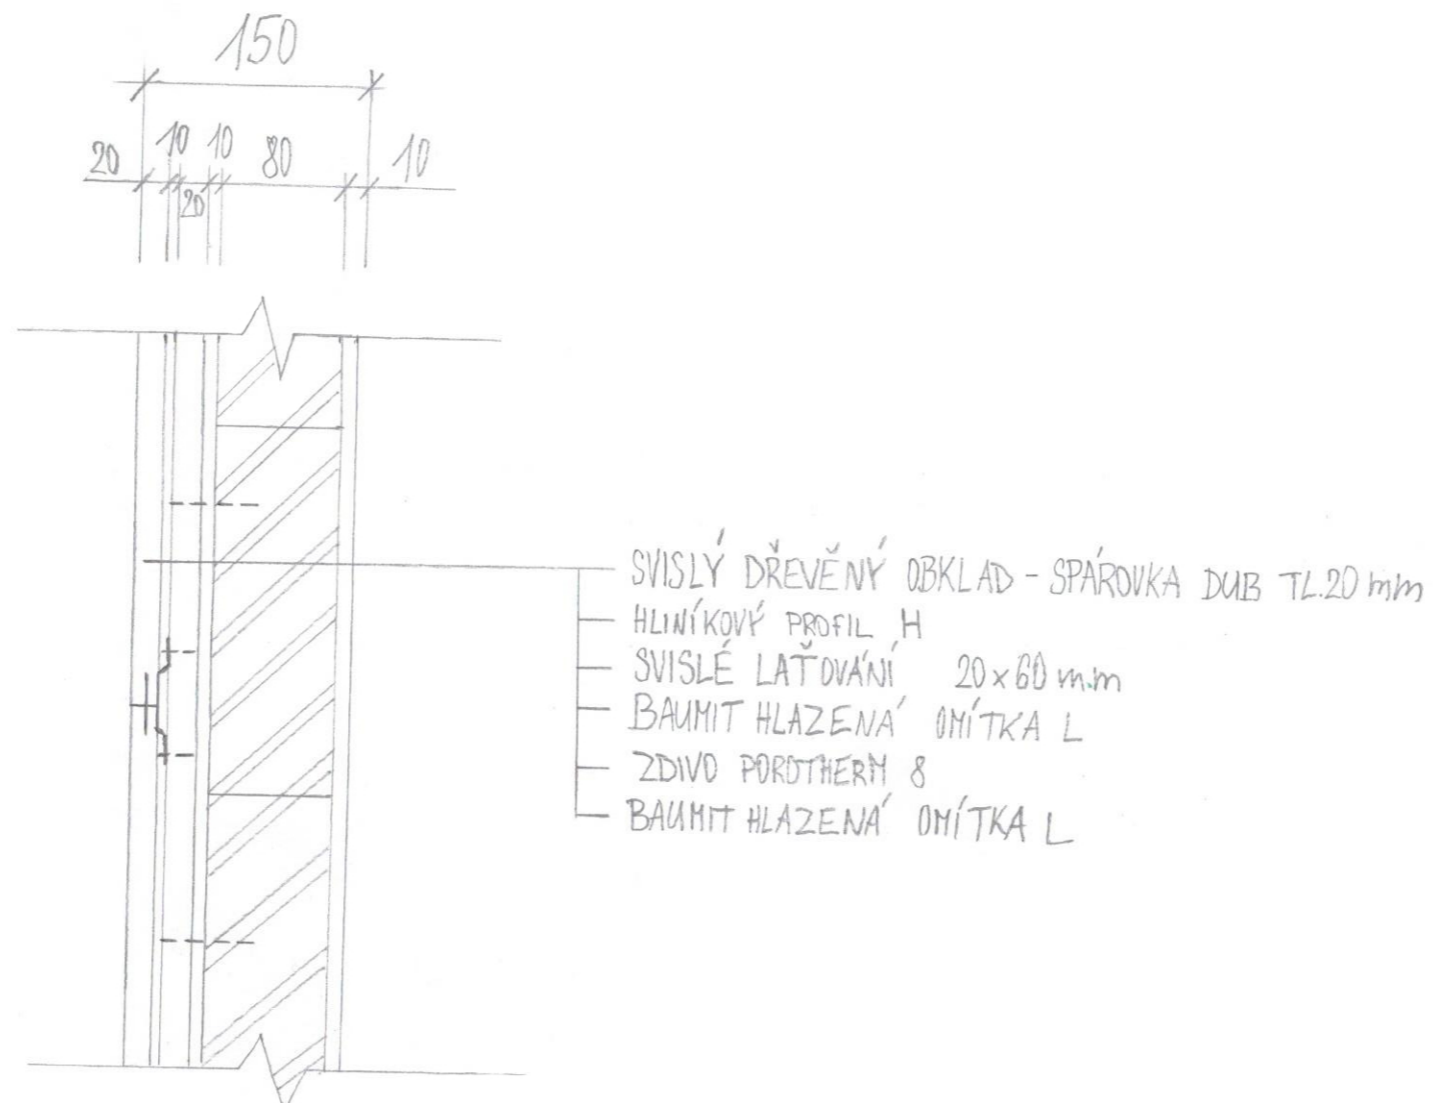 150
20 10 10 80 10
20
SVISLÝ DŘEVĚNÝ OBKLAD - SPÁROVKA DUB TL.20 mm
HLINÍKOVÝ PROFIL H
SVISLÉ LAŤOVÁNÍ 20x60 mm
BAUMIT HLAZENÁ OMÍTKA L
ZDIVO POROTHERM 8
BAUMIT HLAZENÁ OMÍTKA L